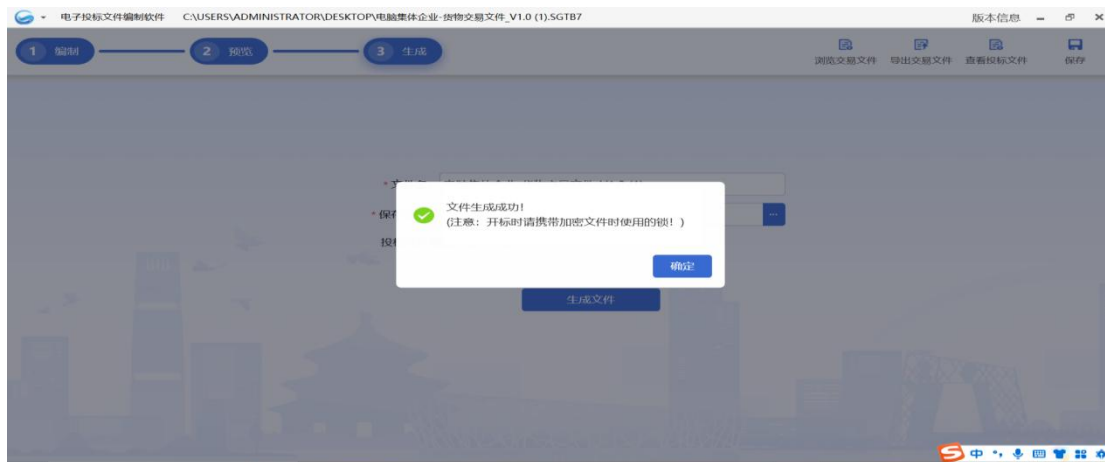 电子投标文件编制软件 C:\USERS\ADMINISTRATOR\DESKTOP\电脑集体企业-货物交易文件_V1.0 (1).SGTB7 版本信息
1 编制 2 预览 3 生成
浏览交易文件 导出交易文件 查看投标文件 保存
文件生成成功!
(注意:开标时请携带加密文件时使用的锁!)
确定
生成文件
中